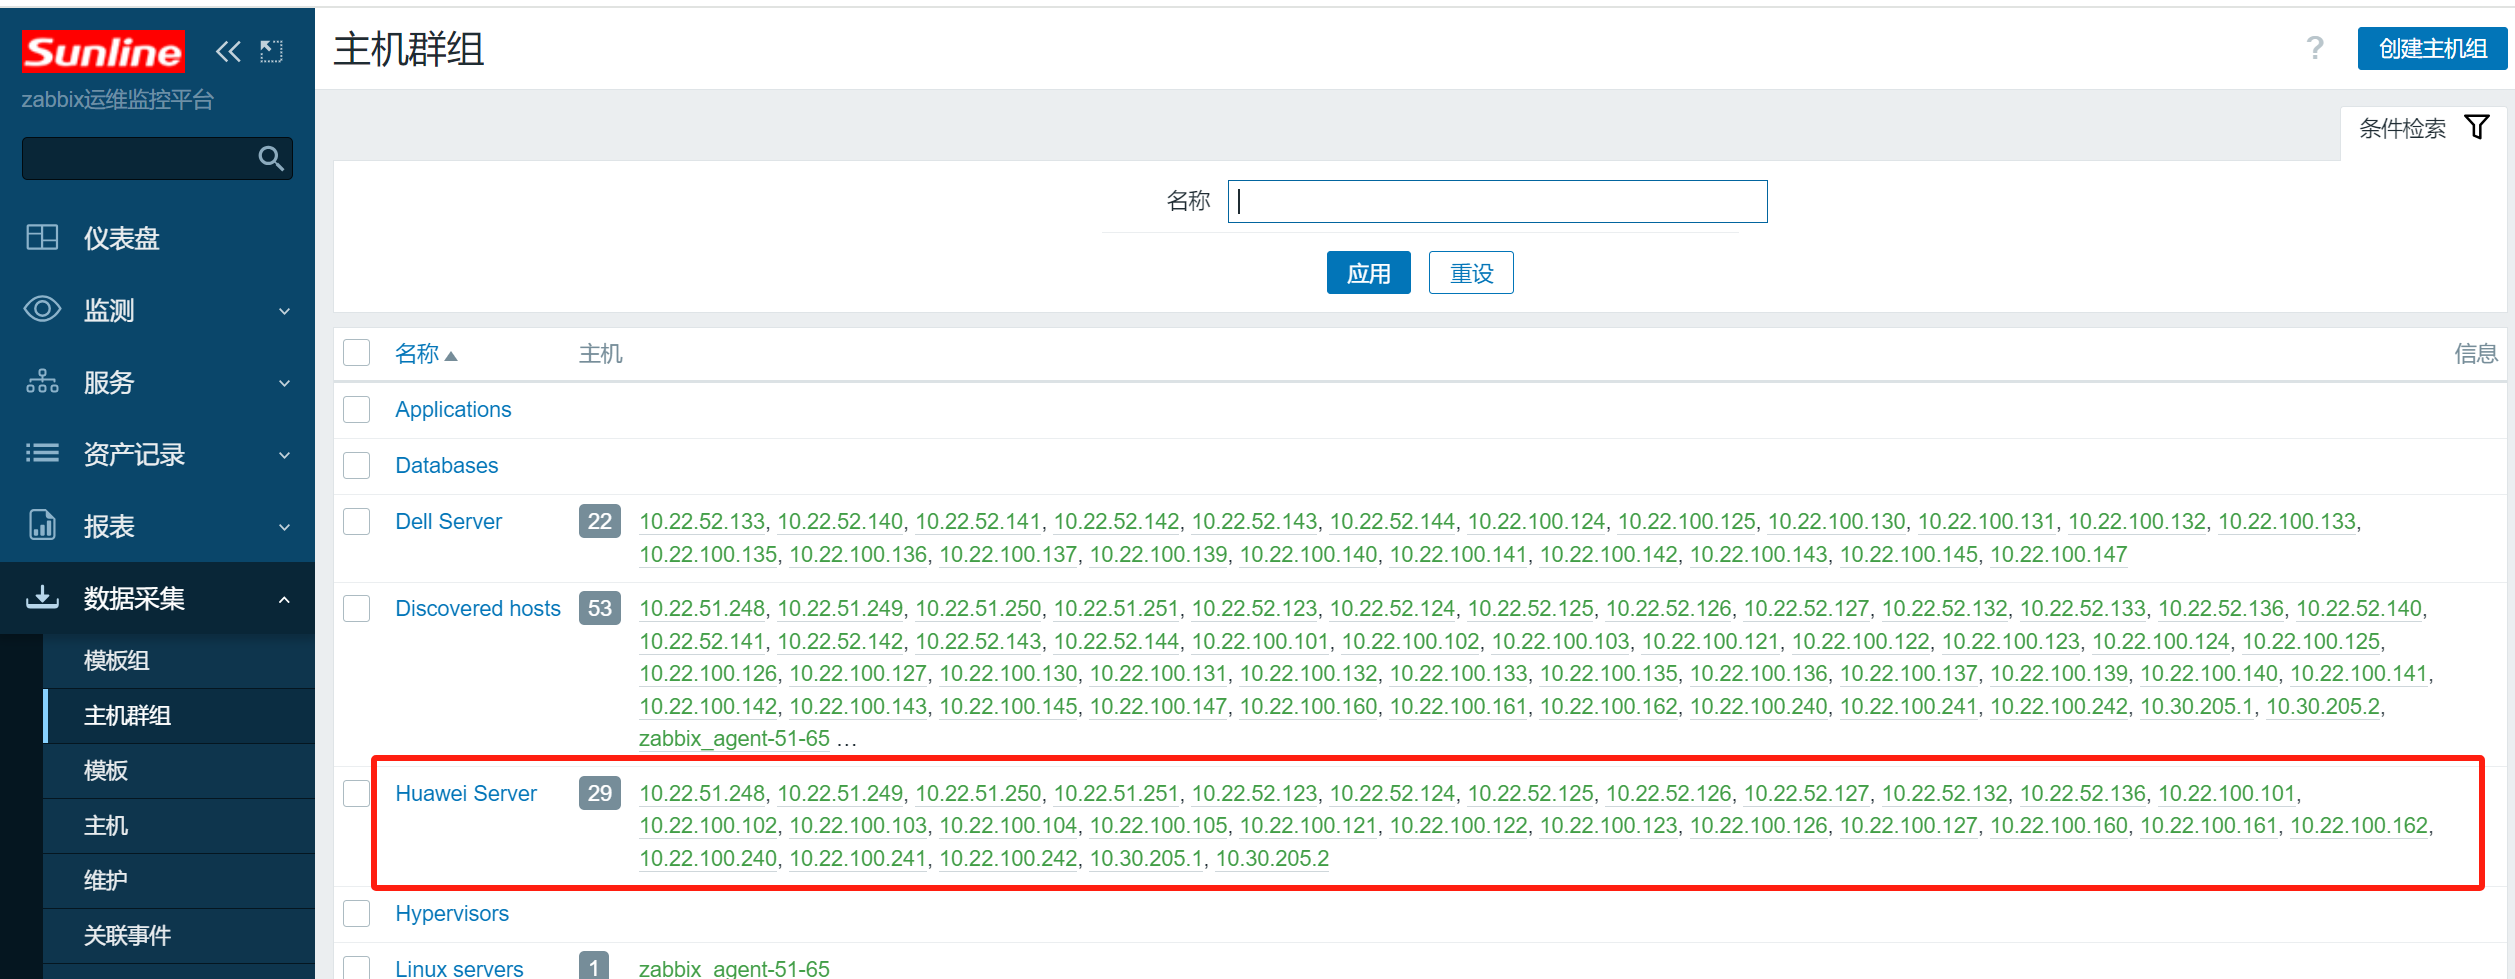 Sunline
zabbix运维监控平台
仪表盘
监测
服务
资产记录
报表
数据采集
模板组
主机群组
模板
主机
维护
关联事件
主机群组
?
创建主机组
条件检索
名称
应用 重设
名称 主机 信息
Applications
Databases
Dell Server 22 10.22.52.133, 10.22.52.140, 10.22.52.141, 10.22.52.142, 10.22.52.143, 10.22.52.144, 10.22.100.124, 10.22.100.125, 10.22.100.130, 10.22.100.131, 10.22.100.132, 10.22.100.133,
10.22.100.135, 10.22.100.136, 10.22.100.137, 10.22.100.139, 10.22.100.140, 10.22.100.141, 10.22.100.142, 10.22.100.143, 10.22.100.145, 10.22.100.147
Discovered hosts 53 10.22.51.248, 10.22.51.249, 10.22.51.250, 10.22.51.251, 10.22.52.123, 10.22.52.124, 10.22.52.125, 10.22.52.126, 10.22.52.127, 10.22.52.132, 10.22.52.133, 10.22.52.136, 10.22.52.140,
10.22.52.141, 10.22.52.142, 10.22.52.143, 10.22.52.144, 10.22.100.101, 10.22.100.102, 10.22.100.103, 10.22.100.121, 10.22.100.122, 10.22.100.123, 10.22.100.124, 10.22.100.125,
10.22.100.126, 10.22.100.127, 10.22.100.130, 10.22.100.131, 10.22.100.132, 10.22.100.133, 10.22.100.135, 10.22.100.136, 10.22.100.137, 10.22.100.139, 10.22.100.140, 10.22.100.141,
10.22.100.142, 10.22.100.143, 10.22.100.145, 10.22.100.147, 10.22.100.160, 10.22.100.161, 10.22.100.162, 10.22.100.240, 10.22.100.241, 10.22.100.242, 10.30.205.1, 10.30.205.2,
zabbix_agent-51-65 …
Huawei Server 29 10.22.51.248, 10.22.51.249, 10.22.51.250, 10.22.51.251, 10.22.52.123, 10.22.52.124, 10.22.52.125, 10.22.52.126, 10.22.52.127, 10.22.52.132, 10.22.52.136, 10.22.100.101,
10.22.100.102, 10.22.100.103, 10.22.100.104, 10.22.100.105, 10.22.100.121, 10.22.100.122, 10.22.100.123, 10.22.100.126, 10.22.100.127, 10.22.100.160, 10.22.100.161, 10.22.100.162,
10.22.100.240, 10.22.100.241, 10.22.100.242, 10.30.205.1, 10.30.205.2
Hypervisors
Linux servers 1 zabbix_agent-51-65